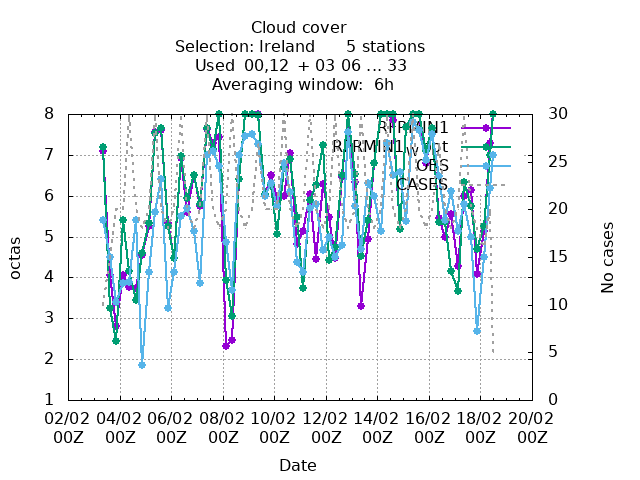 Cloud cover
Selection: Ireland 5 stations
Used 00,12 + 03 06 ... 33
Averaging window: 6h
8 30
7 25
6 20
5 15
4 10
3 5
2 0
1
octas
No cases
RFRMIN1
OBS
CASES
02/02 04/02 06/02 08/02 10/02 12/02 14/02 16/02 18/02 20/02
00Z 00Z 00Z 00Z 00Z 00Z 00Z 00Z 00Z 00Z
Date